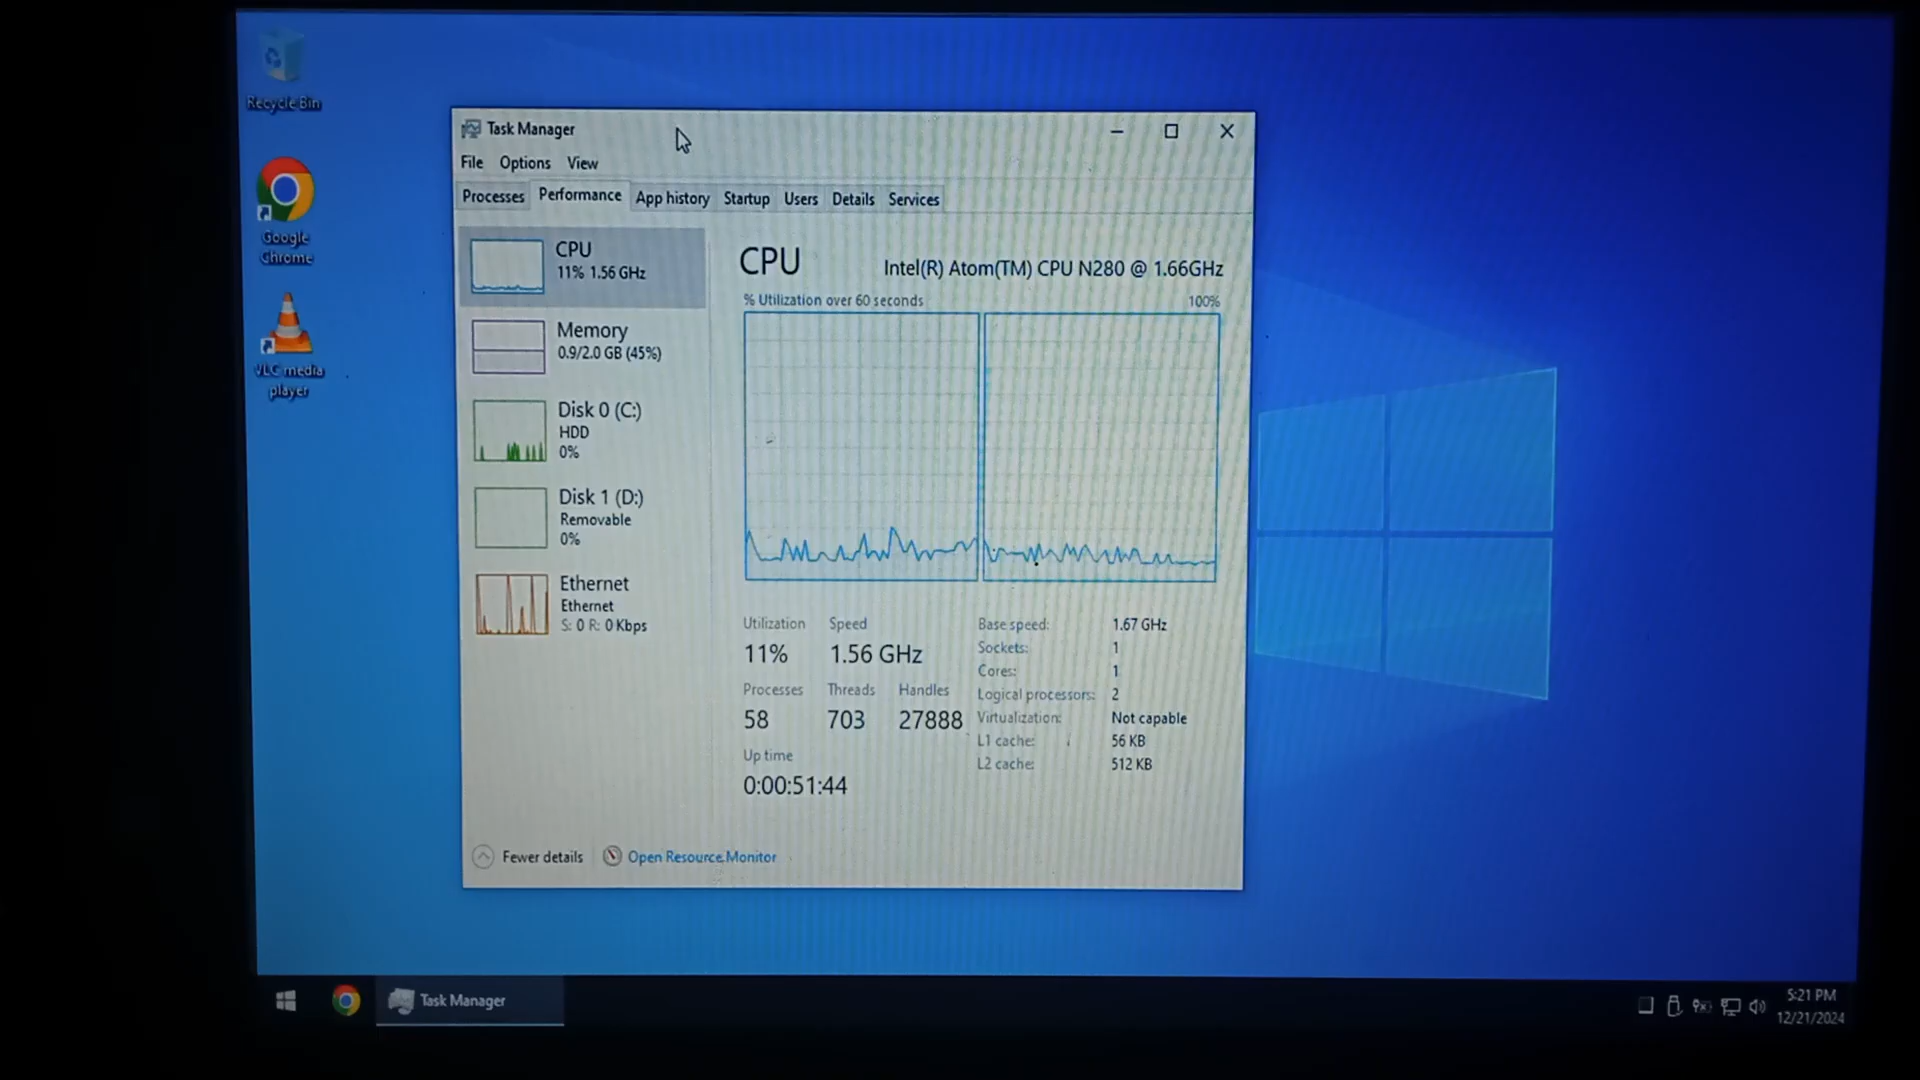 Recycle Bin
Google
Chrome
VLC media
player
Task Manager
File Options View
Processes Performance App history Startup Users Details Services
CPU
11% 1.56 GHz
Memory
0.9/2.0 GB (45%)
Disk 0 (C:)
HDD
0%
Disk 1 (D:)
Removable
0%
Ethernet
Ethernet
S: 0 R: 0 Kbps
CPU Intel(R) Atom(TM) CPU N280 @ 1.66GHz
% Utilization over 60 seconds 100%
Utilization Speed
11% 1.56 GHz
Processes Threads Handles
58 703 27888
Up time
0:00:51:44
Base speed: 1.67 GHz
Sockets: 1
Cores: 1
Logical processors: 2
Virtualization: Not capable
L1 cache: 56 KB
L2 cache: 512 KB
Fewer details Open Resource Monitor
Task Manager
5:21 PM
12/21/2024